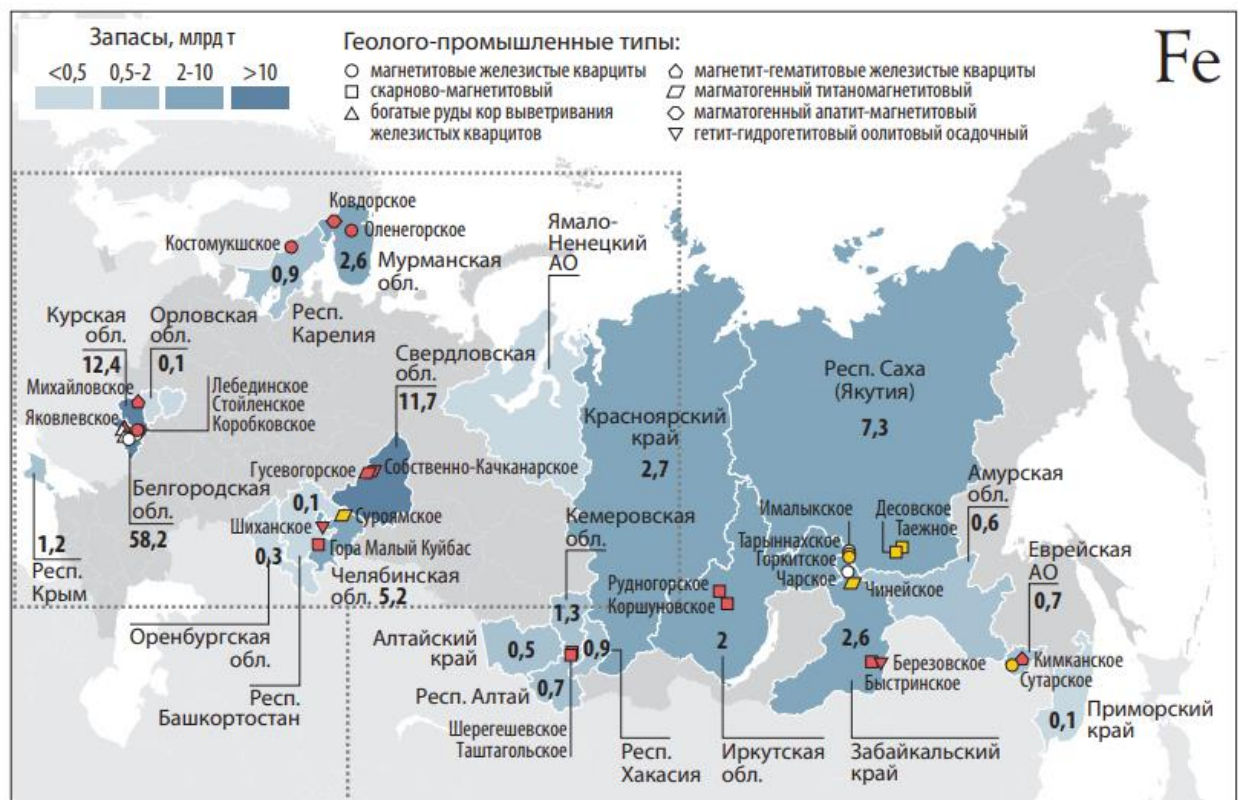 Запасы, млрд т
<0,5 0,5-2 2-10 >10
Геолого-промышленные типы:
магнетитовые железистые кварциты
скарново-магнетитовый
богатые руды кор выветривания
железистых кварцитов
магнетит-гематитовые железистые кварциты
магматогенный титаномагнетитовый
магматогенный апатит-магнетитовый
гетит-гидрогетитовый оолитовый осадочный
Fe
Ковдорское
Оленегорское
Костомукшское
0,9
2,6
Мурманская
обл.
Респ.
Карелия
Ямало-
Ненецкий
АО
Курская
обл.
12,4
Орловская
обл.
0,1
Михайловское
Яковлевское
Лебединское
Стойленское
Коробковское
Свердловская
обл.
11,7
Красноярский
край
2,7
Респ. Саха
(Якутия)
7,3
Гусевогорское
Собственно-Качканарское
Белгородская
обл.
58,2
0,1
Суроямское
Шиханское
0,3
Гора Малый Куйбас
Челябинская
обл. 5,2
1,2
Респ.
Крым
Оренбургская
обл.
Респ.
Башкортостан
Кемеровская
обл.
1,3
Алтайский
край
0,5
0,9
Респ. Алтай
0,7
Шерегешевское
Таштагольское
Респ.
Хакасия
Рудногорское
Коршуновское
2
Иркутская
обл.
Ималыкское
Тарыннахское
Торкитское
Чарское
Чинейское
Десовское
Таежное
Амурская
обл.
0,6
2,6
Березовское
Быстринское
Забайкальский
край
Еврейская
АО
0,7
Кимканское
Сутарское
0,1
Приморский
край